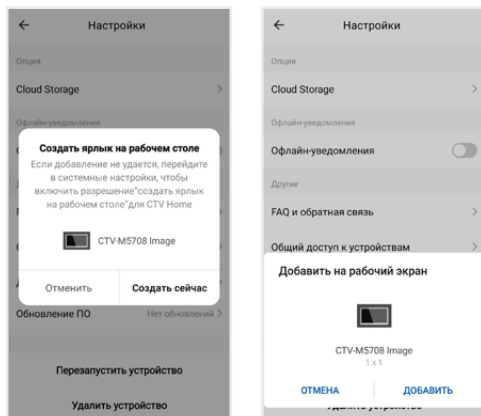 Настройки
Опция
Cloud Storage
Офлайн-уведомления
Создать ярлык на рабочем столе
Если добавление не удается, перейдите
в системные настройки, чтобы
включить разрешение"создать ярлык
на рабочем столе"для CTV Home
CTV-M5708 Image
Отменить
Создать сейчас
Обновление ПО
Нет обновлений
Перезапустить устройство
Удалить устройство
Настройки
Опция
Cloud Storage
Офлайн-уведомления
Офлайн-уведомления
Другие
FAQ и обратная связь
Общий доступ к устройствам
Добавить на рабочий экран
CTV-M5708 Image
1 x 1
ОТМЕНА
ДОБАВИТЬ